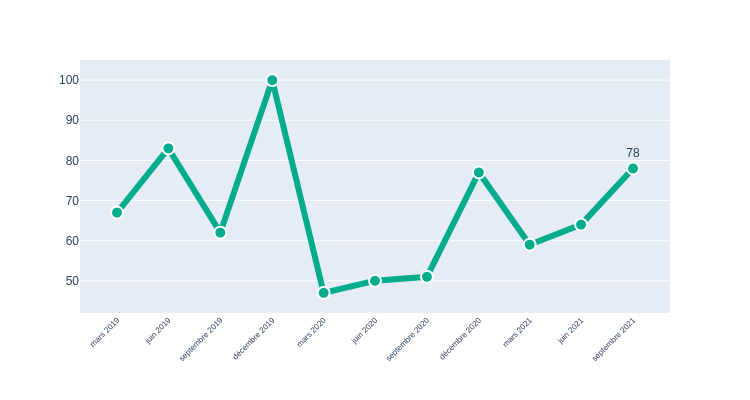 100
90
80
70
60
50
78
mars 2019
juin 2019
septembre 2019
décembre 2019
mars 2020
juin 2020
septembre 2020
décembre 2020
mars 2021
juin 2021
septembre 2021